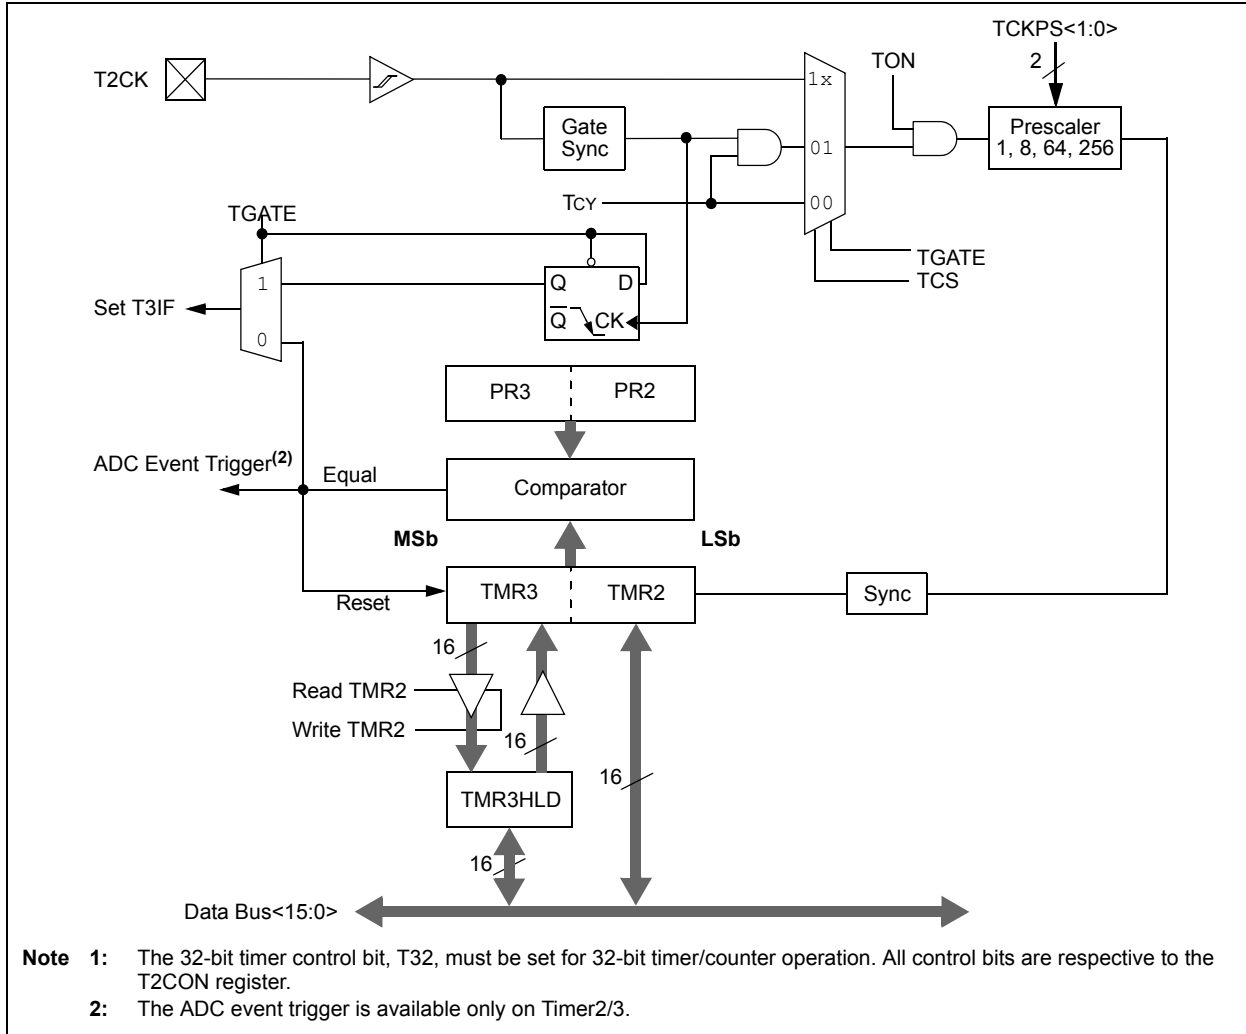 TCKPS<1:0>
2
TON
T2CK
1x
Gate
Sync
Prescaler
1, 8, 64, 256
01
TCY
00
TGATE
TGATE
TCS
1
Q
D
Set T3IF
Q
CK
0
PR3
PR2
ADC Event Trigger(2)
Equal
Comparator
MSb
LSb
TMR3
TMR2
Sync
Reset
16
Read TMR2
Write TMR2
16
16
TMR3HLD
16
Data Bus<15:0>
Note 1: The 32-bit timer control bit, T32, must be set for 32-bit timer/counter operation. All control bits are respective to the
T2CON register.
2: The ADC event trigger is available only on Timer2/3.